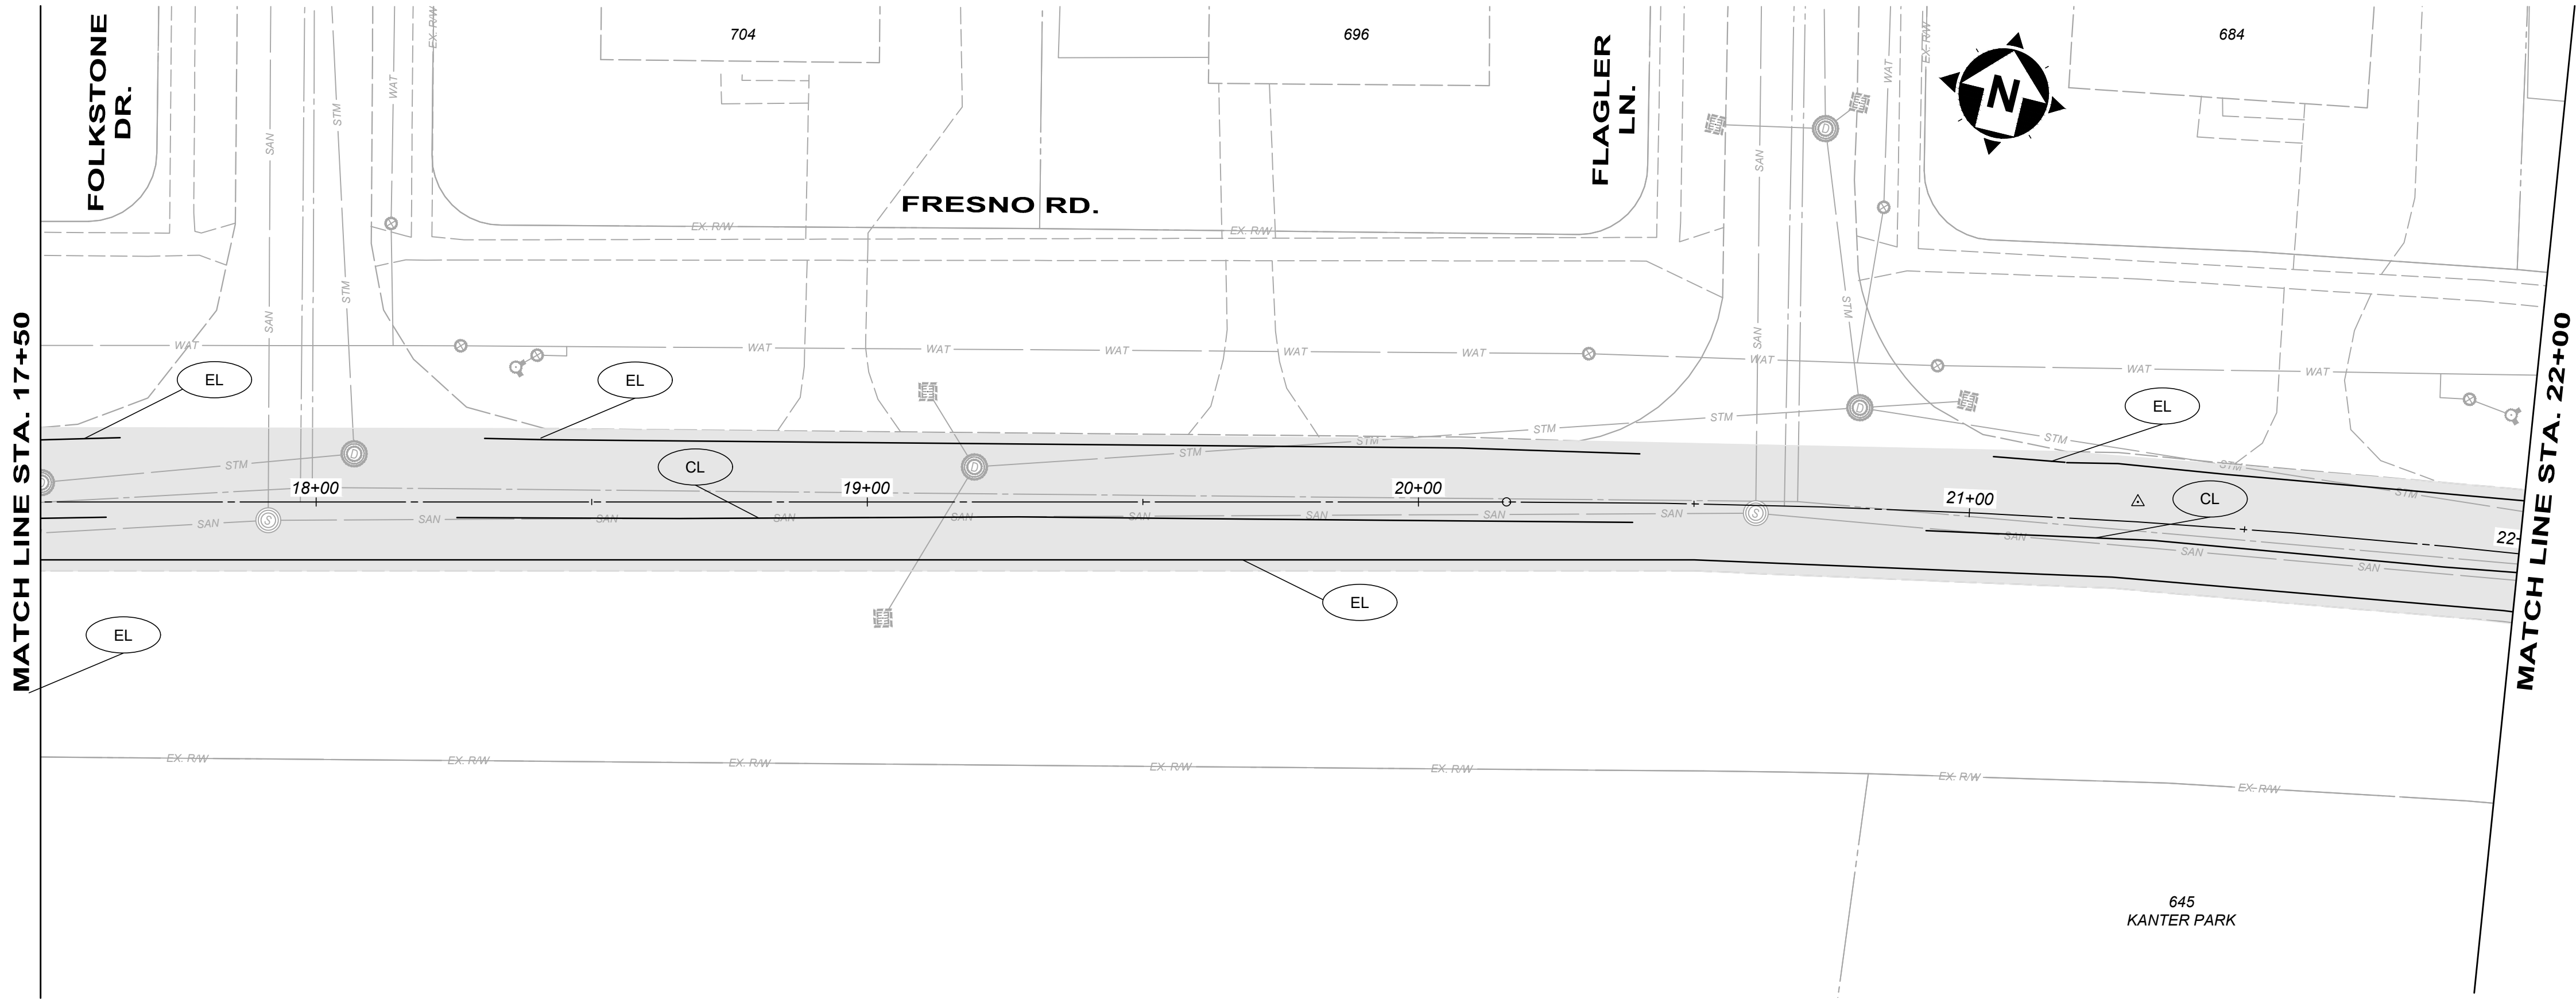 FOLKSTONE
DR.
EX. R/W
704
696
FLAGLER
LN.
EX. R/W
N
684
SAN
STM
WAT
SAN
WAT
FRESNO RD.
EX. R/W
EX. R/W
SAN
STM
SAN
STM
WAT
WAT
WAT
WAT
WAT
WAT
WAT
WAT
WAT
MATCH LINE STA. 17+50
MATCH LINE STA. 22+00
EL
EL
EL
STM
STM
STM
STM
STM
STM
STM
STM
D
D
D
D
D
CL
CL
18+00
19+00
20+00
21+00
22+
S
S
SAN
SAN
SAN
SAN
SAN
SAN
SAN
SAN
SAN
SAN
SAN
SAN
EL
EL
EX. R/W
EX. R/W
EX. R/W
EX. R/W
EX. R/W
EX. R/W
EX. R/W
645
KANTER PARK